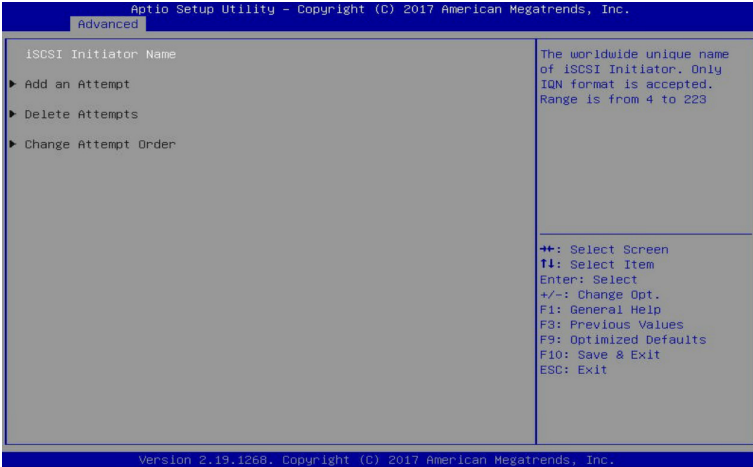 Aptio Setup Utility – Copyright (C) 2017 American Megatrends, Inc.
Advanced
iSCSI Initiator Name
▶ Add an Attempt
▶ Delete Attempts
▶ Change Attempt Order
The worldwide unique name
of iSCSI Initiator. Only
IQN format is accepted.
Range is from 4 to 223
→←: Select Screen
↑↓: Select Item
Enter: Select
+/-: Change Opt.
F1: General Help
F3: Previous Values
F9: Optimized Defaults
F10: Save & Exit
ESC: Exit
Version 2.19.1268. Copyright (C) 2017 American Megatrends, Inc.